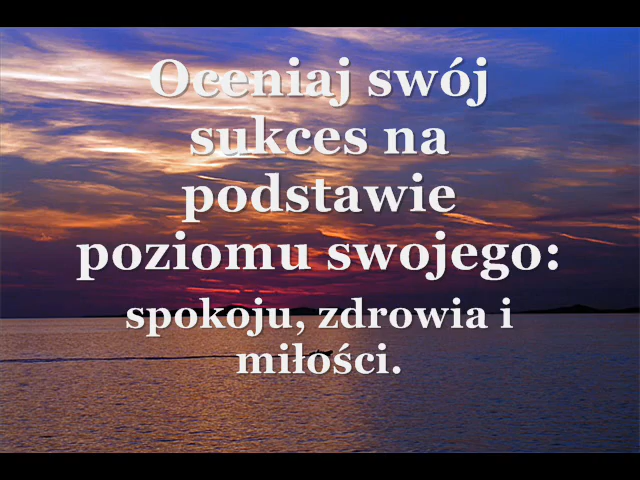 Oceniaj swój
sukces na
podstawie
poziomu swojego:
spokoju, zdrowia i
miłości.